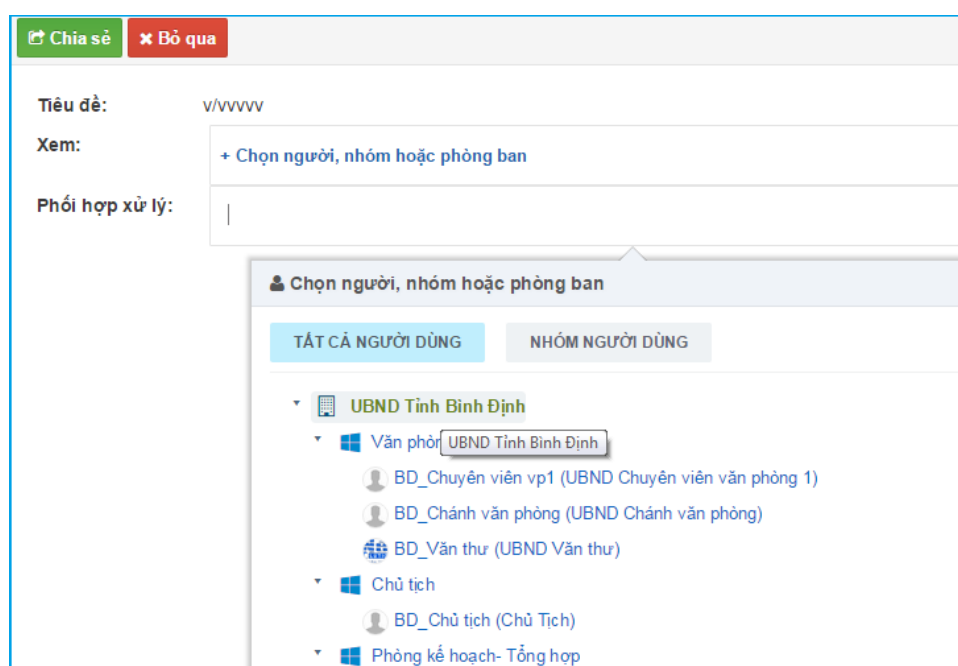 Chia sẻ Bỏ qua
Tiêu đề: v/vvvvv
Xem: + Chọn người, nhóm hoặc phòng ban
Phối hợp xử lý:
Chọn người, nhóm hoặc phòng ban
TẤT CẢ NGƯỜI DÙNG NHÓM NGƯỜI DÙNG
UBND Tỉnh Bình Định
Văn phòn UBND Tỉnh Bình Định
BD_Chuyên viên vp1 (UBND Chuyên viên văn phòng 1)
BD_Chánh văn phòng (UBND Chánh văn phòng)
BD_Văn thư (UBND Văn thư)
Chủ tịch
BD_Chủ tịch (Chủ Tịch)
Phòng kế hoạch- Tổng hợp